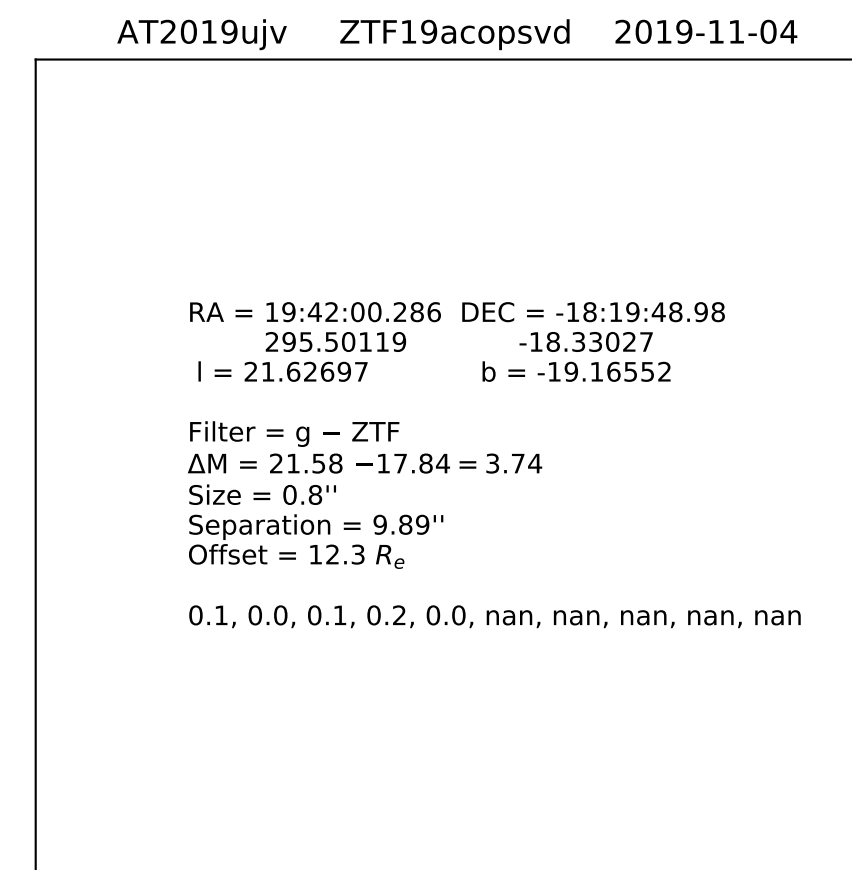 AT2019ujv ZTF19acopsvd 2019-11-04
RA = 19:42:00.286 DEC = -18:19:48.98
295.50119 -18.33027
l = 21.62697 b = -19.16552
Filter = g − ZTF
ΔM = 21.58 −17.84 = 3.74
Size = 0.8''
Separation = 9.89''
Offset = 12.3 Re
0.1, 0.0, 0.1, 0.2, 0.0, nan, nan, nan, nan, nan